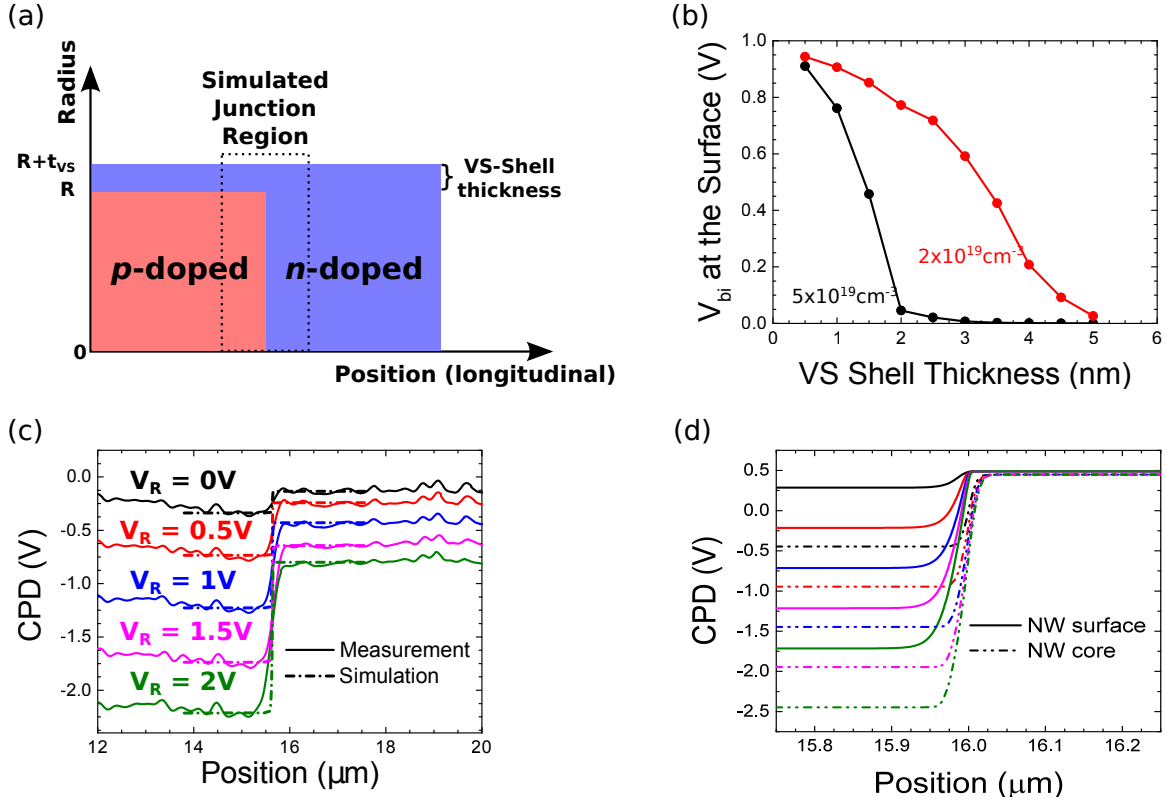 (a)
Radius
Simulated
Junction
Region
R+tVS
R
VS-Shell
thickness
p-doped
n-doped
0
Position (longitudinal)
(b)
Vbi at the Surface (V)
1.0
0.8
0.6
0.4
0.2
0.0
2x10^19cm^-3
5x10^19cm^-3
0 1 2 3 4 5 6
VS Shell Thickness (nm)
(c)
CPD (V)
0.0
-0.5
-1.0
-1.5
-2.0
VR = 0V
VR = 0.5V
VR = 1V
VR = 1.5V
VR = 2V
Measurement
Simulation
12 14 16 18 20
Position (μm)
(d)
CPD (V)
0.5
0.0
-0.5
-1.0
-1.5
-2.0
-2.5
NW surface
NW core
15.8 15.9 16.0 16.1 16.2
Position (μm)